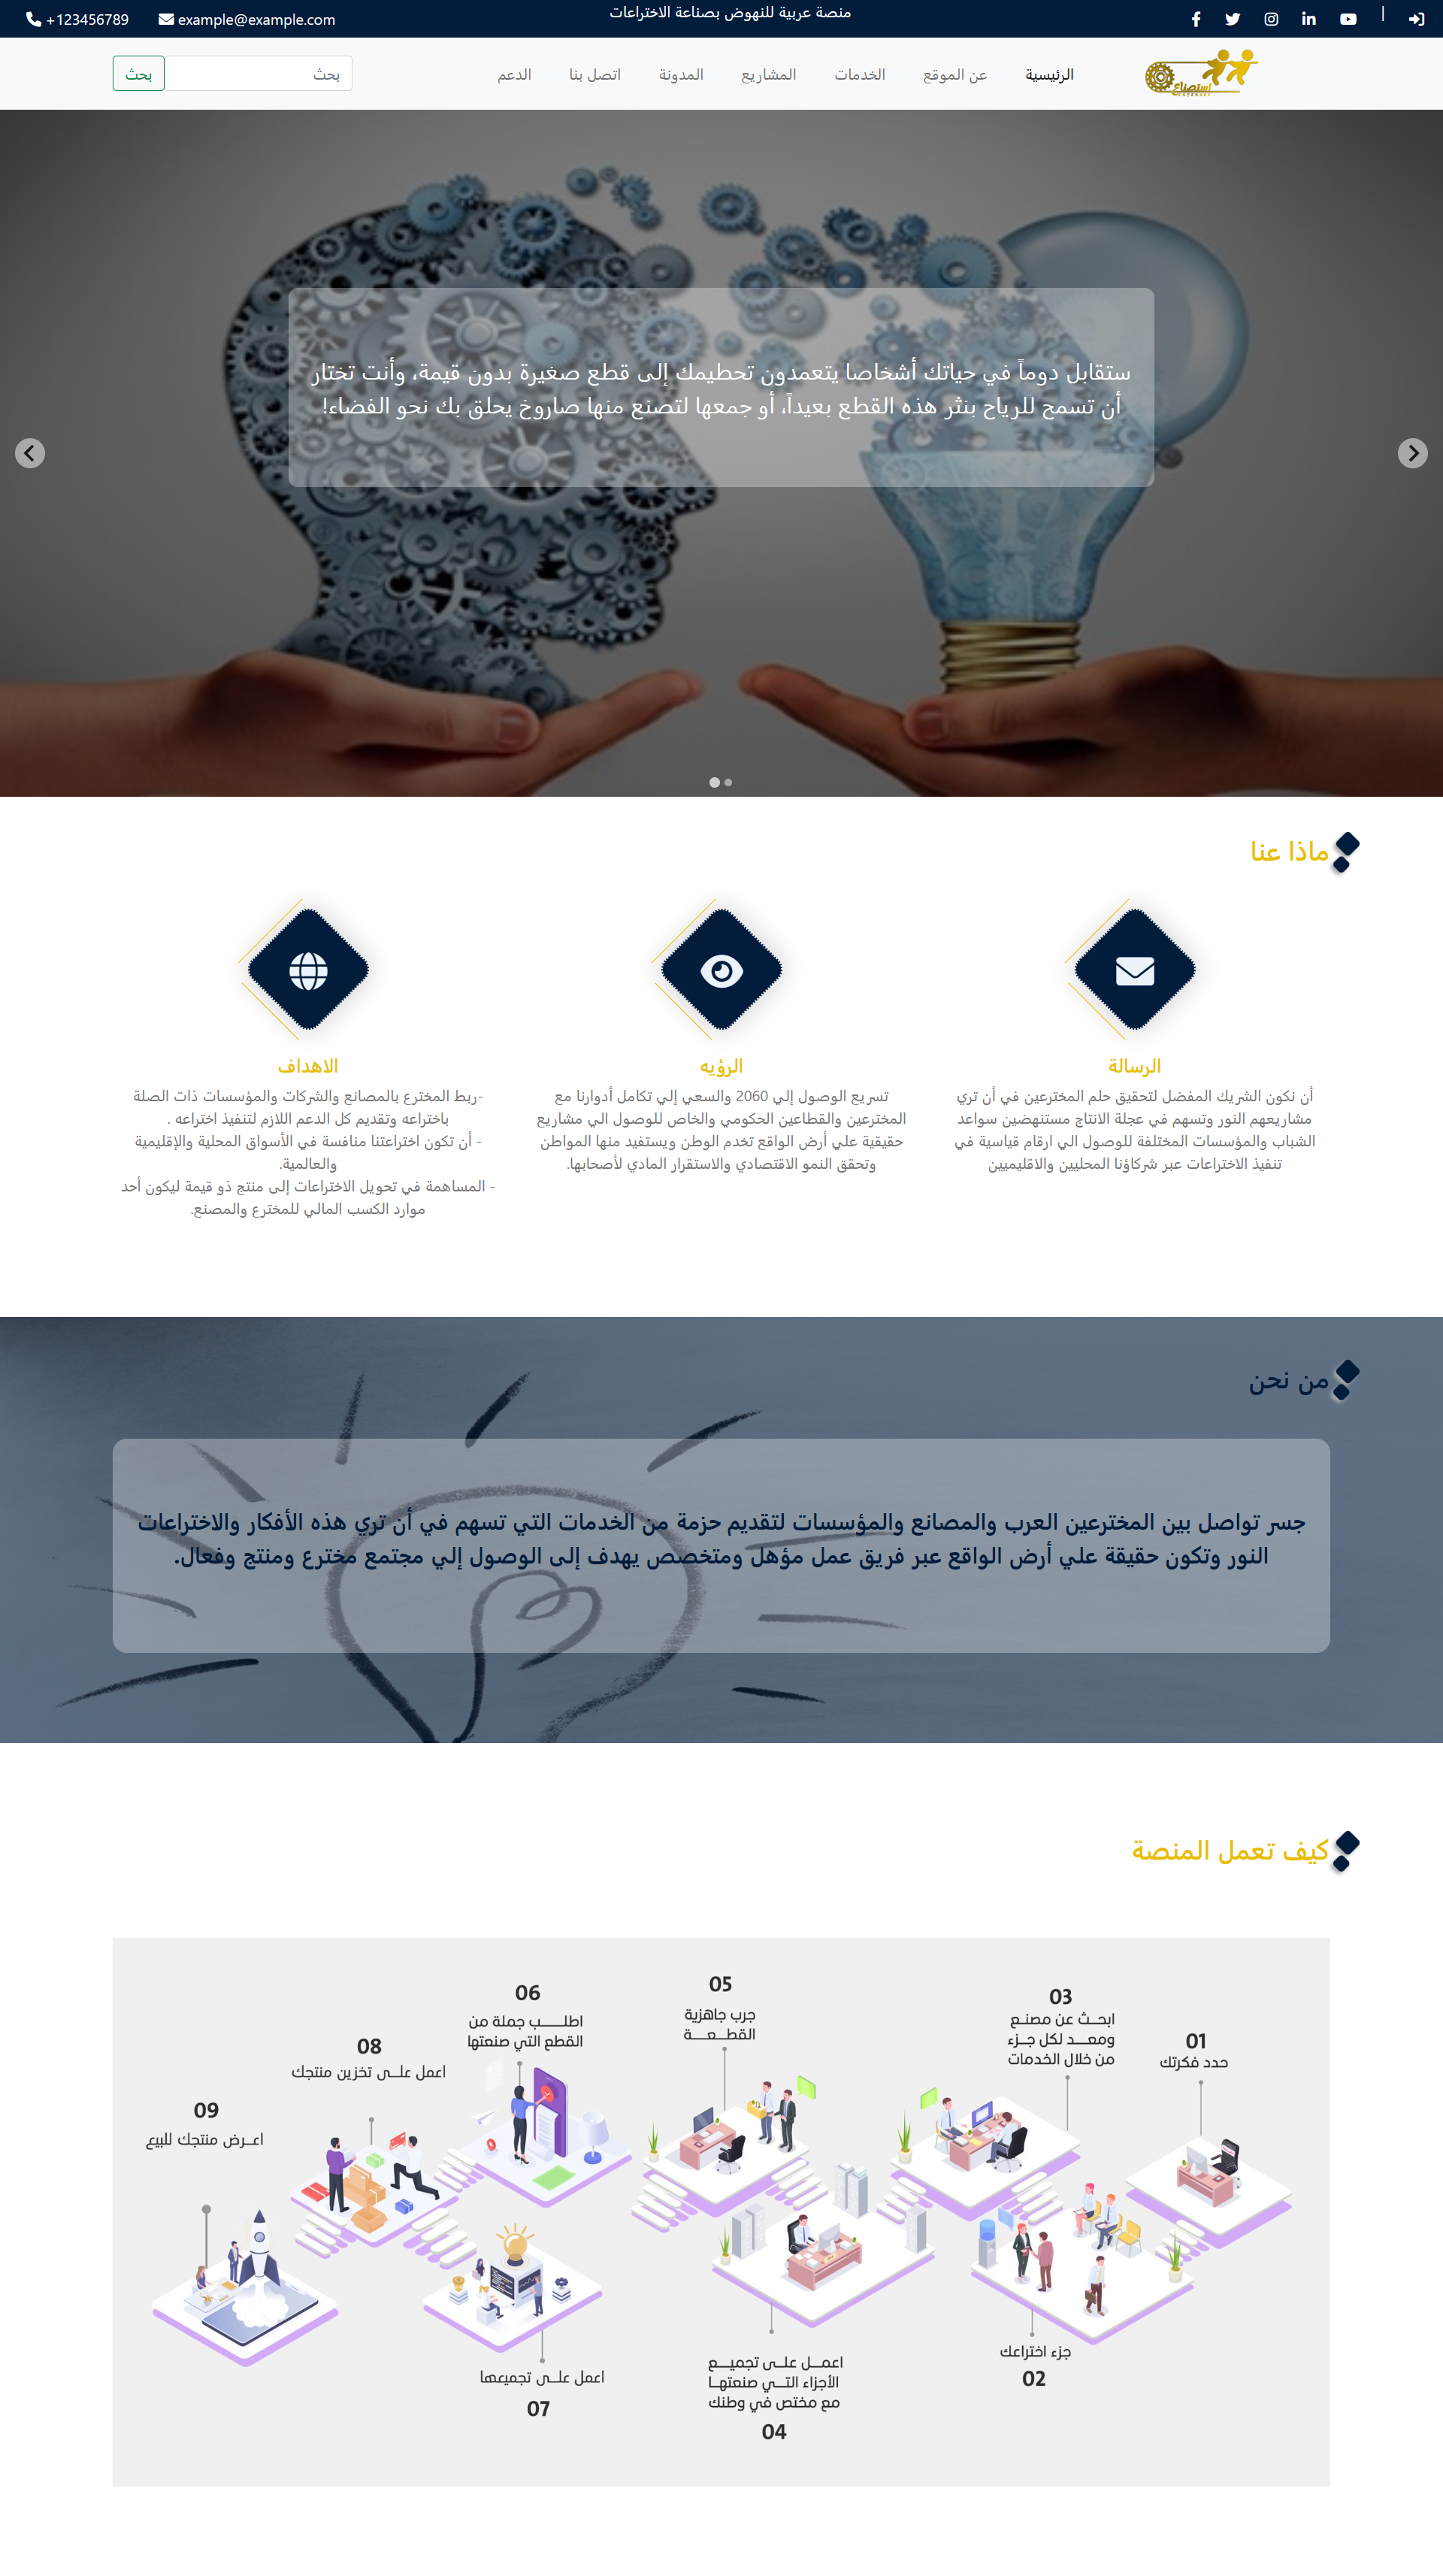 منصة عربية للنهوض بصناعة الاختراعات
example@example.com
+123456789
استصناع
الرئيسية
عن الموقع
الخدمات
المشاريع
المدونة
اتصل بنا
الدعم
بحث
بحث
ستقابل دوماً في حياتك أشخاصا يتعمدون تحطيمك إلى قطع صغيرة بدون قيمة، وأنت تختار
أن تسمح للرياح بنثر هذه القطع بعيداً، أو جمعها لتصنع منها صاروخ يحلق بك نحو الفضاء!
ماذا عنا
الرسالة
أن نكون الشريك المفضل لتحقيق حلم المخترعين في أن تري
مشاريعهم النور وتسهم في عجلة الانتاج مستنهضين سواعد
الشباب والمؤسسات المختلفة للوصول الي ارقام قياسية في
تنفيذ الاختراعات عبر شركاؤنا المحليين والاقليميين
الرؤيه
تسريع الوصول إلي 2060 والسعي إلي تكامل أدوارنا مع
المخترعين والقطاعين الحكومي والخاص للوصول الي مشاريع
حقيقية علي أرض الواقع تخدم الوطن ويستفيد منها المواطن
وتحقق النمو الاقتصادي والاستقرار المادي لأصحابها.
الاهداف
-ربط المخترع بالمصانع والشركات والمؤسسات ذات الصلة
باختراعه وتقديم كل الدعم اللازم لتنفيذ اختراعه .
- أن تكون اختراعتنا منافسة في الأسواق المحلية والإقليمية
والعالمية.
- المساهمة في تحويل الاختراعات إلى منتج ذو قيمة ليكون أحد
موارد الكسب المالي للمخترع والمصنع.
من نحن
جسر تواصل بين المخترعين العرب والمصانع والمؤسسات لتقديم حزمة من الخدمات التي تسهم في أن تري هذه الأفكار والاختراعات
النور وتكون حقيقة علي أرض الواقع عبر فريق عمل مؤهل ومتخصص يهدف إلى الوصول إلي مجتمع مخترع ومنتج وفعال.
كيف تعمل المنصة
01
حدد فكرتك
جزء اختراعك
02
03
ابحث عن مصنع
ومعد لكل جزء
من خلال الخدمات
اعمل على تجميع
الأجزاء التي صنعتها
مع مختص في وطنك
04
05
جرب جاهزية
القطعة
06
اطلب جملة من
القطع التي صنعتها
اعمل على تجميعها
07
08
اعمل على تخزين منتجك
09
اعرض منتجك للبيع